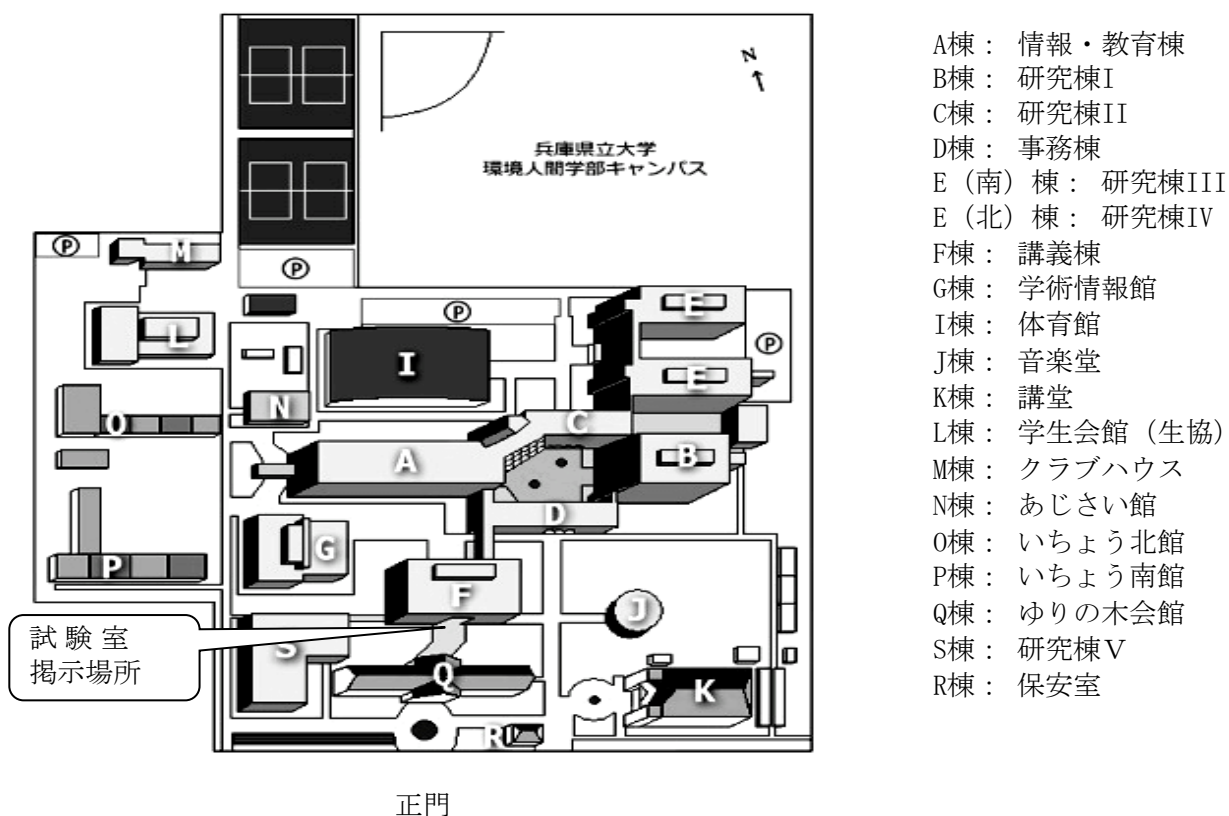 N
兵庫県立大学
環境人間学部キャンパス
P
M
P
P
L
E
P
I
E
N
O
C
A
B
D
G
P
F
J
試験室
掲示場所
S
Q
K
R
正門
A棟： 情報・教育棟
B棟： 研究棟I
C棟： 研究棟II
D棟： 事務棟
E（南）棟： 研究棟III
E（北）棟： 研究棟IV
F棟： 講義棟
G棟： 学術情報館
I棟： 体育館
J棟： 音楽堂
K棟： 講堂
L棟： 学生会館（生協）
M棟： クラブハウス
N棟： あじさい館
O棟： いちょう北館
P棟： いちょう南館
Q棟： ゆりの木会館
S棟： 研究棟Ⅴ
R棟： 保安室